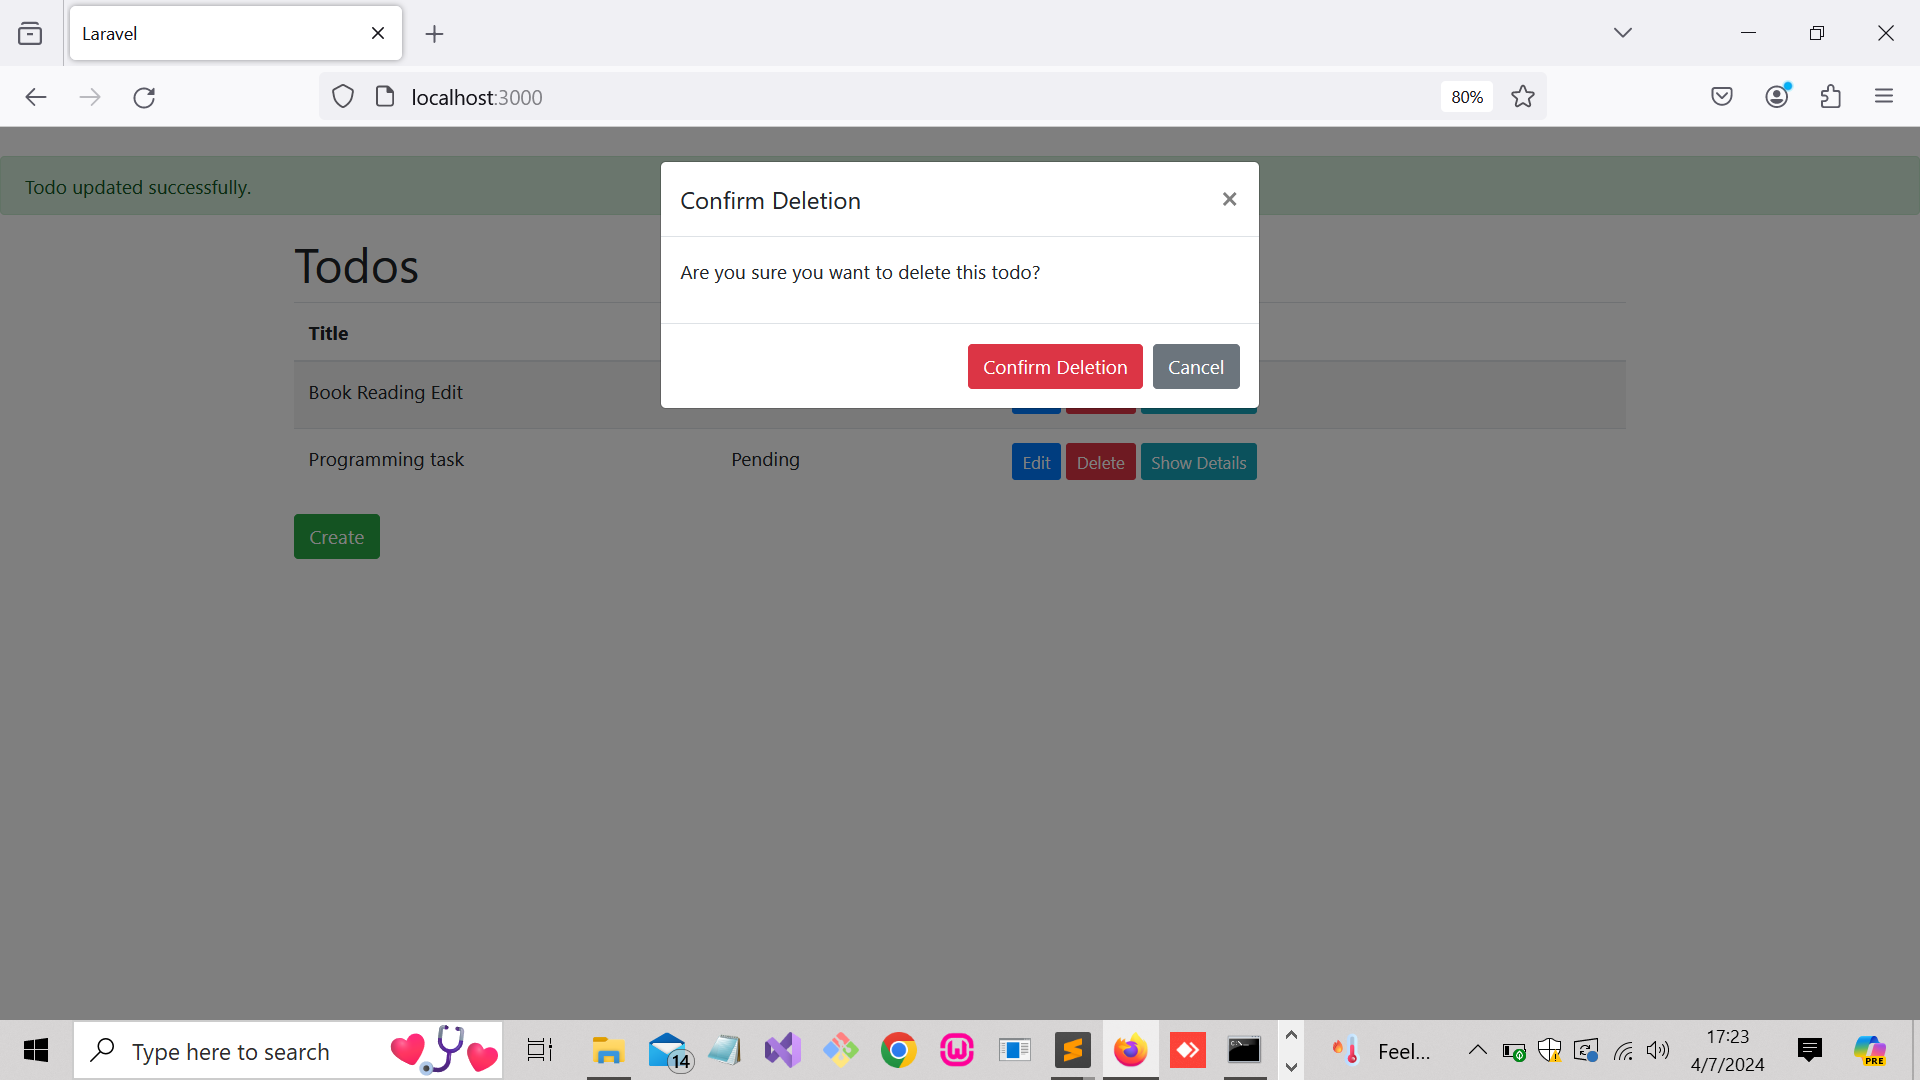 Laravel
localhost:3000
80%
Todo updated successfully.
Confirm Deletion
Are you sure you want to delete this todo?
Confirm Deletion
Cancel
Todos
Title
Book Reading Edit
Programming task
Pending
Edit
Delete
Show Details
Create
Type here to search
14
Feel...
17:23
4/7/2024
PRE